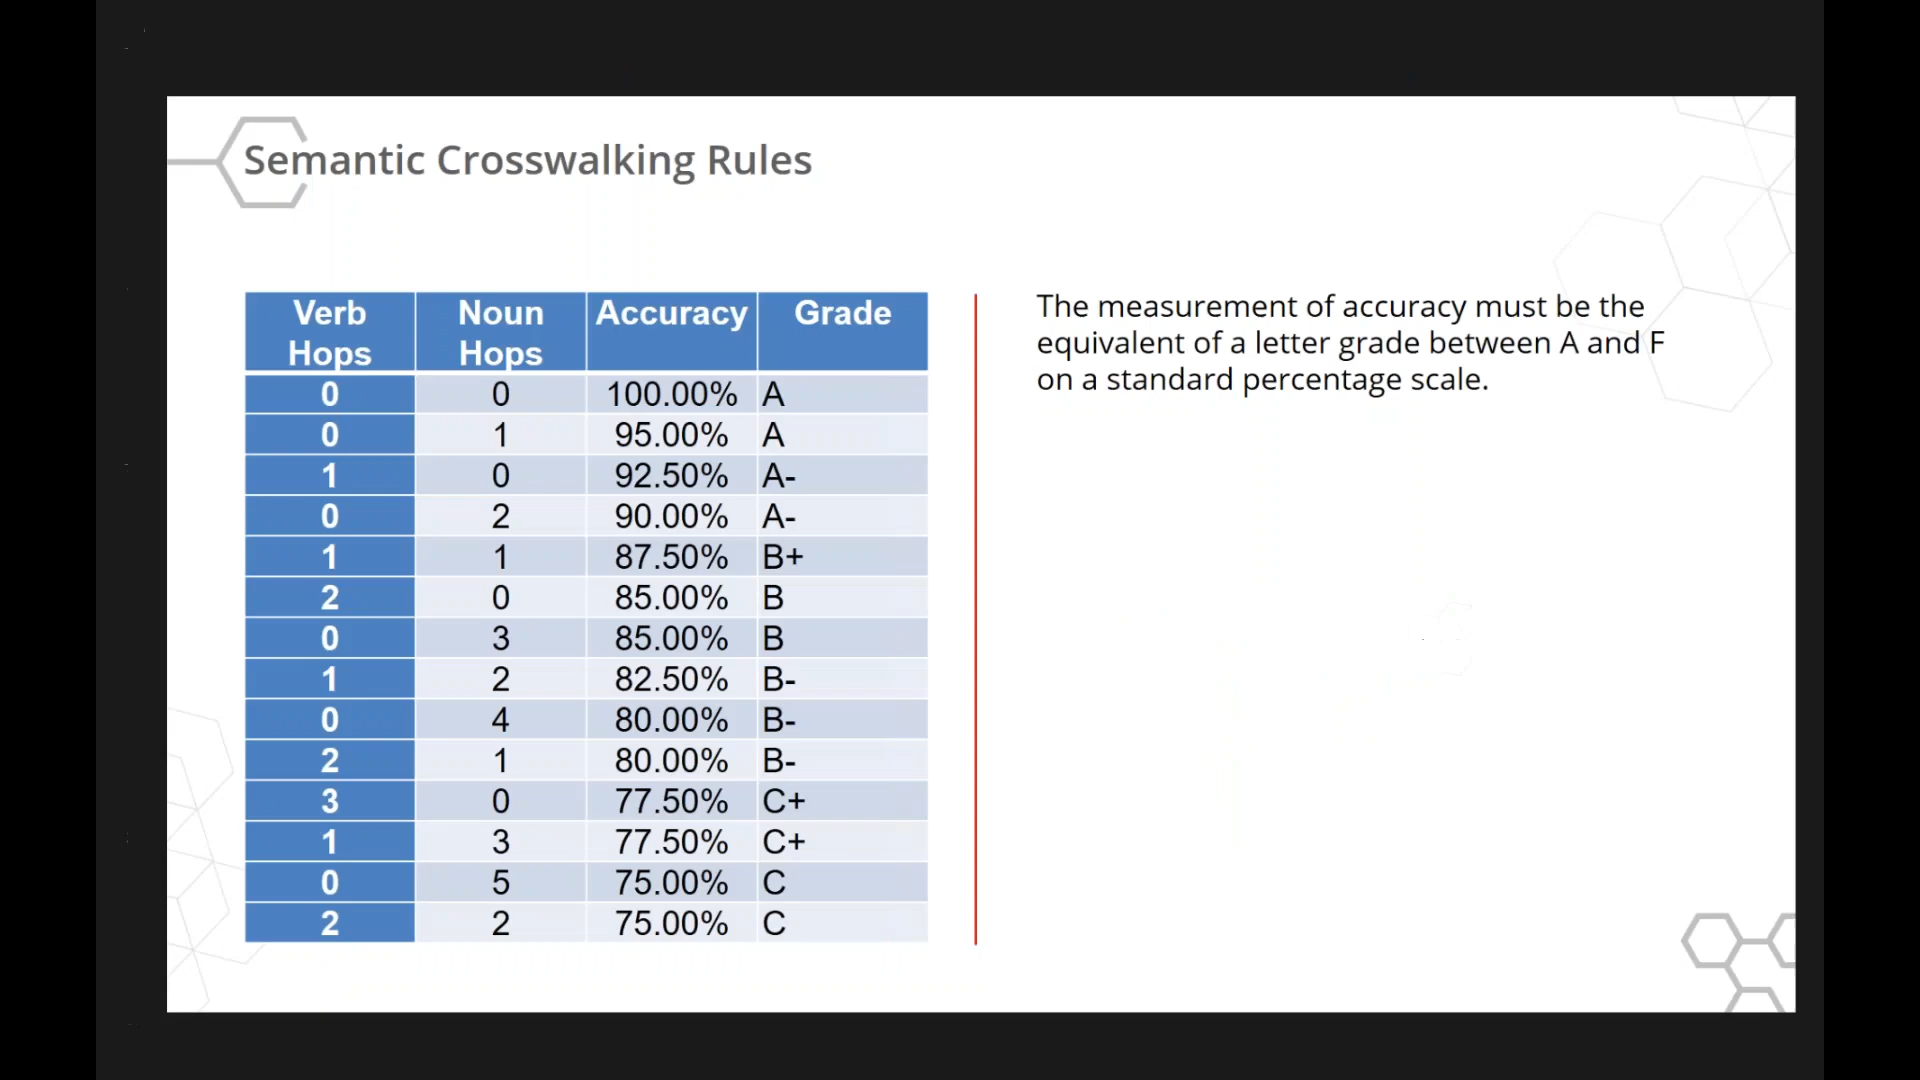 Semantic Crosswalking Rules
Verb Hops Noun Hops Accuracy Grade
0 0 100.00% A
0 1 95.00% A
1 0 92.50% A-
0 2 90.00% A-
1 1 87.50% B+
2 0 85.00% B
0 3 85.00% B
1 2 82.50% B-
0 4 80.00% B-
2 1 80.00% B-
3 0 77.50% C+
1 3 77.50% C+
0 5 75.00% C
2 2 75.00% C
The measurement of accuracy must be the
equivalent of a letter grade between A and F
on a standard percentage scale.